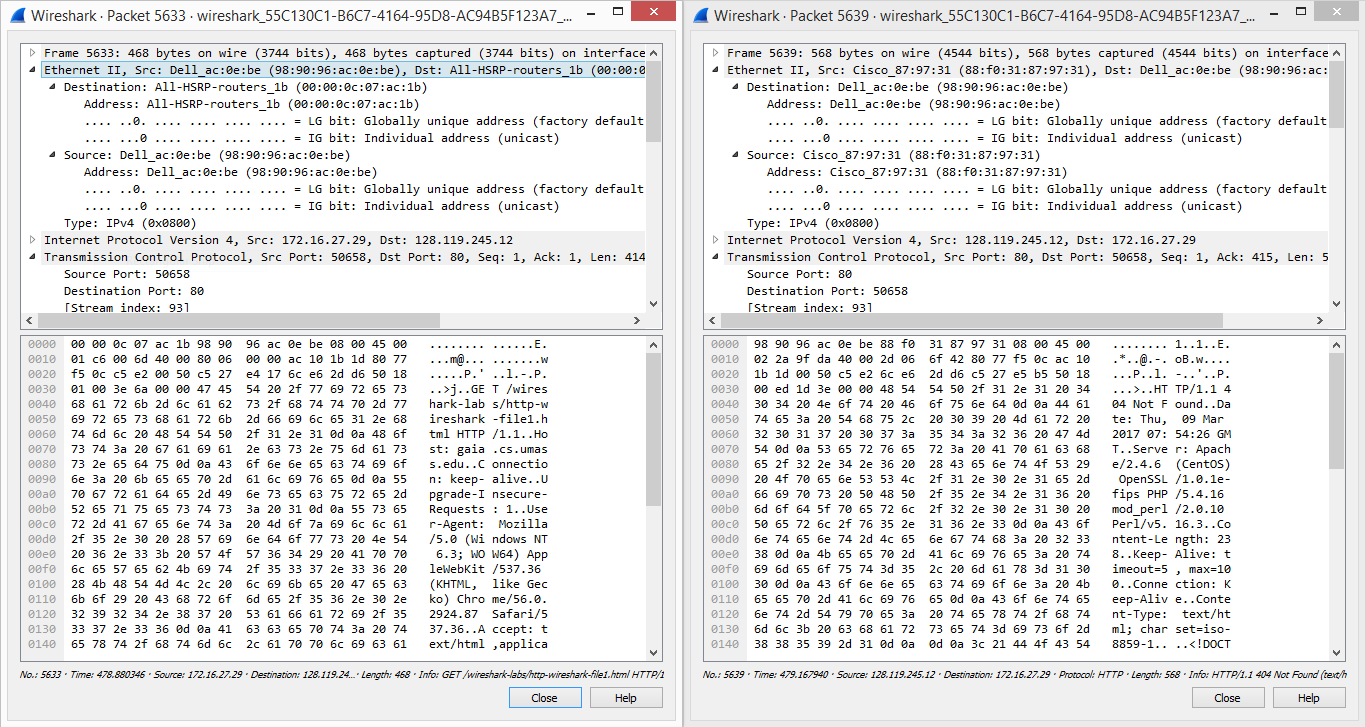 Wireshark · Packet 5633 · wireshark_55C130C1-B6C7-4164-95D8-AC94B5F123A7_...
Frame 5633: 468 bytes on wire (3744 bits), 468 bytes captured (3744 bits) on interface
Ethernet II, Src: Dell_ac:0e:be (98:90:96:ac:0e:be), Dst: All-HSRP-routers_1b (00:00:0
Destination: All-HSRP-routers_1b (00:00:0c:07:ac:1b)
Address: All-HSRP-routers_1b (00:00:0c:07:ac:1b)
.... ..0. .... .... .... .... = LG bit: Globally unique address (factory default
.... ...0 .... .... .... .... = IG bit: Individual address (unicast)
Source: Dell_ac:0e:be (98:90:96:ac:0e:be)
Address: Dell_ac:0e:be (98:90:96:ac:0e:be)
.... ..0. .... .... .... .... = LG bit: Globally unique address (factory default
.... ...0 .... .... .... .... = IG bit: Individual address (unicast)
Type: IPv4 (0x0800)
Internet Protocol Version 4, Src: 172.16.27.29, Dst: 128.119.245.12
Transmission Control Protocol, Src Port: 50658, Dst Port: 80, Seq: 1, Ack: 1, Len: 414
Source Port: 50658
Destination Port: 80
[Stream index: 93]
0000 00 00 0c 07 ac 1b 98 90 96 ac 0e be 08 00 45 00 ........ ......E.
0010 01 c6 00 6d 40 00 80 06 00 00 ac 10 1b 1d 80 77 ...m@... .......w
0020 f5 0c c5 e2 00 50 c5 27 e4 17 6c e6 2d d6 50 18 .....P.' ..l.-.P.
0030 01 00 3e 6a 00 00 47 45 54 20 2f 77 69 72 65 73 ..>j..GE T /wires
0040 68 61 72 6b 2d 6c 61 62 73 2f 68 74 74 70 2d 77 hark-lab s/http-w
0050 69 72 65 73 68 61 72 6b 2d 66 69 6c 65 31 2e 68 ireshark -file1.h
0060 74 6d 6c 20 48 54 54 50 2f 31 2e 31 0d 0a 48 6f tml HTTP /1.1..Ho
0070 73 74 3a 20 67 61 69 61 2e 63 73 2e 75 6d 61 73 st: gaia .cs.umas
0080 73 2e 65 64 75 0d 0a 43 6f 6e 6e 65 63 74 69 6f s.edu..C onnectio
0090 6e 3a 20 6b 65 65 70 2d 61 6c 69 76 65 0d 0a 55 n: keep- alive..U
00a0 70 67 72 61 64 65 2d 49 6e 73 65 63 75 72 65 2d pgrade-I nsecure-
00b0 52 65 71 75 65 73 74 73 3a 20 31 0d 0a 55 73 65 Requests : 1..Use
00c0 72 2d 41 67 65 6e 74 3a 20 4d 6f 7a 69 6c 6c 61 r-Agent: Mozilla
00d0 2f 35 2e 30 20 28 57 69 6e 64 6f 77 73 20 4e 54 /5.0 (Wi ndows NT
00e0 20 36 2e 33 3b 20 57 4f 57 36 34 29 20 41 70 70 6.3; WO W64) App
00f0 6c 65 57 65 62 4b 69 74 2f 35 33 37 2e 33 36 20 leWebKit /537.36
0100 28 4b 48 54 4d 4c 2c 20 6c 69 6b 65 20 47 65 63 (KHTML, like Gec
0110 6b 6f 29 20 43 68 72 6f 6d 65 2f 35 36 2e 30 2e ko) Chro me/56.0.
0120 32 39 32 34 2e 38 37 20 53 61 66 61 72 69 2f 35 2924.87 Safari/5
0130 33 37 2e 33 36 0d 0a 41 63 63 65 70 74 3a 20 74 37.36..A ccept: t
0140 65 78 74 2f 68 74 6d 6c 2c 61 70 70 6c 69 63 61 ext/html ,applica
No.: 5633 · Time: 478.880346 · Source: 172.16.27.29 · Destination: 128.119.24... · Length: 468 · Info: GET /wireshark-labs/http-wireshark-file1.html HTTP/1
Close Help
Wireshark · Packet 5639 · wireshark_55C130C1-B6C7-4164-95D8-AC94B5F123A7_...
Frame 5639: 568 bytes on wire (4544 bits), 568 bytes captured (4544 bits) on interface
Ethernet II, Src: Cisco_87:97:31 (88:f0:31:87:97:31), Dst: Dell_ac:0e:be (98:90:96:ac:
Destination: Dell_ac:0e:be (98:90:96:ac:0e:be)
Address: Dell_ac:0e:be (98:90:96:ac:0e:be)
.... ..0. .... .... .... .... = LG bit: Globally unique address (factory default
.... ...0 .... .... .... .... = IG bit: Individual address (unicast)
Source: Cisco_87:97:31 (88:f0:31:87:97:31)
Address: Cisco_87:97:31 (88:f0:31:87:97:31)
.... ..0. .... .... .... .... = LG bit: Globally unique address (factory default
.... ...0 .... .... .... .... = IG bit: Individual address (unicast)
Type: IPv4 (0x0800)
Internet Protocol Version 4, Src: 128.119.245.12, Dst: 172.16.27.29
Transmission Control Protocol, Src Port: 80, Dst Port: 50658, Seq: 1, Ack: 415, Len: 5
Source Port: 80
Destination Port: 50658
[Stream index: 93]
0000 98 90 96 ac 0e be 88 f0 31 87 97 31 08 00 45 00 ........ 1..1..E.
0010 02 2a 9f da 40 00 2d 06 6f 42 80 77 f5 0c ac 10 .*..@.-. oB.w....
0020 1b 1d 00 50 c5 e2 6c e6 2d d6 c5 27 e5 b5 50 18 ...P..l. -..'..P.
0030 00 ed 1d 3e 00 00 48 54 54 50 2f 31 2e 31 20 34 ...>..HT TP/1.1 4
0040 30 34 20 4e 6f 74 20 46 6f 75 6e 64 0d 0a 44 61 04 Not F ound..Da
0050 74 65 3a 20 54 68 75 2c 20 30 39 20 4d 61 72 20 te: Thu, 09 Mar
0060 32 30 31 37 20 30 37 3a 35 34 3a 32 36 20 47 4d 2017 07: 54:26 GM
0070 54 0d 0a 53 65 72 76 65 72 3a 20 41 70 61 63 68 T..Serve r: Apach
0080 65 2f 32 2e 34 2e 36 20 28 43 65 6e 74 4f 53 29 e/2.4.6 (CentOS)
0090 20 4f 70 65 6e 53 53 4c 2f 31 2e 30 2e 31 65 2d OpenSSL /1.0.1e-
00a0 66 69 70 73 20 50 48 50 2f 35 2e 34 2e 31 36 20 fips PHP /5.4.16
00b0 6d 6f 64 5f 70 65 72 6c 2f 32 2e 30 2e 31 30 20 mod_perl /2.0.10
00c0 50 65 72 6c 2f 76 35 2e 31 36 2e 33 0d 0a 43 6f Perl/v5. 16.3..Co
00d0 6e 74 65 6e 74 2d 4c 65 6e 67 74 68 3a 20 32 33 ntent-Le ngth: 23
00e0 38 0d 0a 4b 65 65 70 2d 41 6c 69 76 65 3a 20 74 8..Keep- Alive: t
00f0 69 6d 65 6f 75 74 3d 35 2c 20 6d 61 78 3d 31 30 imeout=5 , max=10
0100 30 0d 0a 43 6f 6e 6e 65 63 74 69 6f 6e 3a 20 4b 0..Conne ction: K
0110 65 65 70 2d 41 6c 69 76 65 0d 0a 43 6f 6e 74 65 eep-Aliv e..Conte
0120 6e 74 2d 54 79 70 65 3a 20 74 65 78 74 2f 68 74 nt-Type: text/ht
0130 6d 6c 3b 20 63 68 61 72 73 65 74 3d 69 73 6f 2d ml; char set=iso-
0140 38 38 35 39 2d 31 0d 0a 0d 0a 3c 21 44 4f 43 54 8859-1.. ..<!DOCT
No.: 5639 · Time: 479.167940 · Source: 128.119.245.12 · Destination: 172.16.27.29 · Protocol: HTTP · Length: 568 · Info: HTTP/1.1 404 Not Found (text/h
Close Help